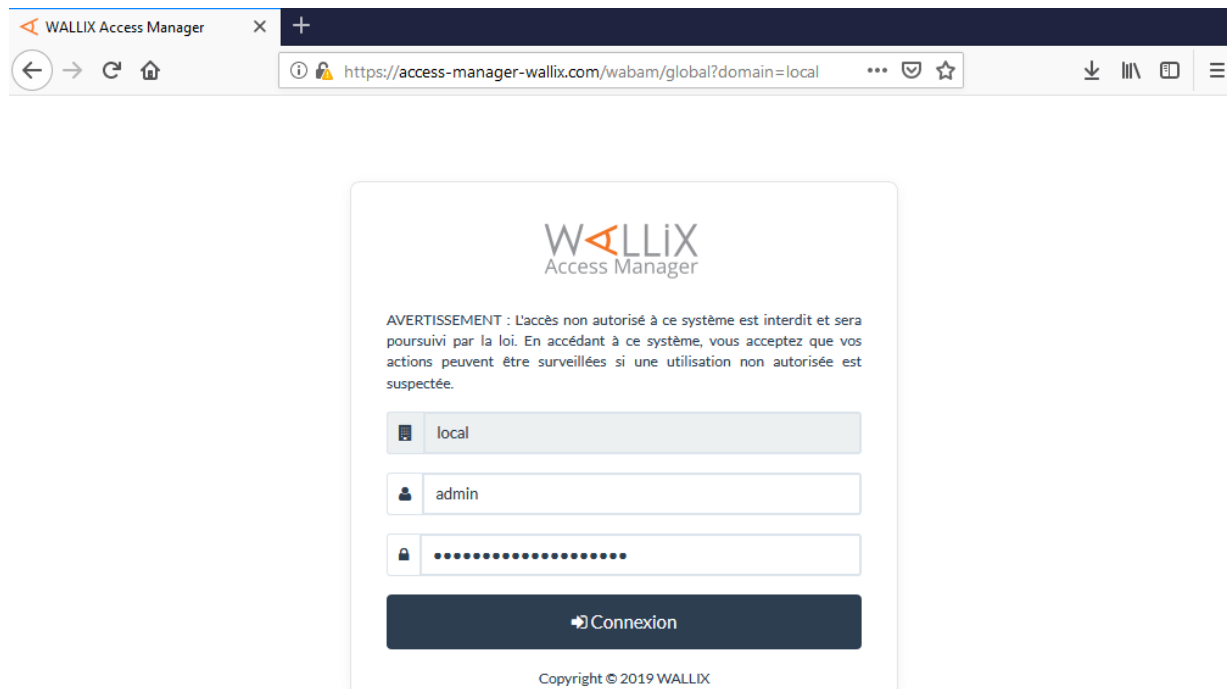 WALLIX Access Manager
https://access-manager-wallix.com/wabam/global?domain=local
WALLiX
Access Manager
AVERTISSEMENT : L'accès non autorisé à ce système est interdit et sera
poursuivi par la loi. En accédant à ce système, vous acceptez que vos
actions peuvent être surveillées si une utilisation non autorisée est
suspectée.
local
admin
Connexion
Copyright © 2019 WALLIX